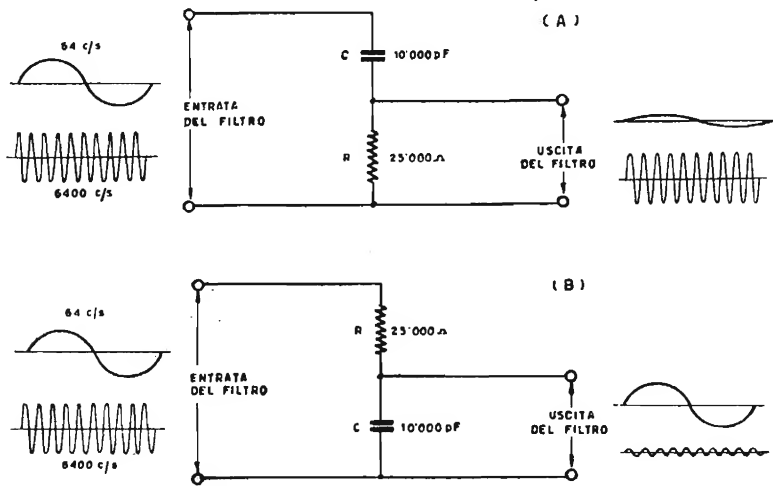 (A)
64 c/s
C 10'000 pF
ENTRATA
DEL FILTRO
R 25'000 Ω
USCITA
DEL FILTRO
6400 c/s
(B)
64 c/s
R 25'000 Ω
ENTRATA
DEL FILTRO
C 10'000 pF
USCITA
DEL FILTRO
6400 c/s